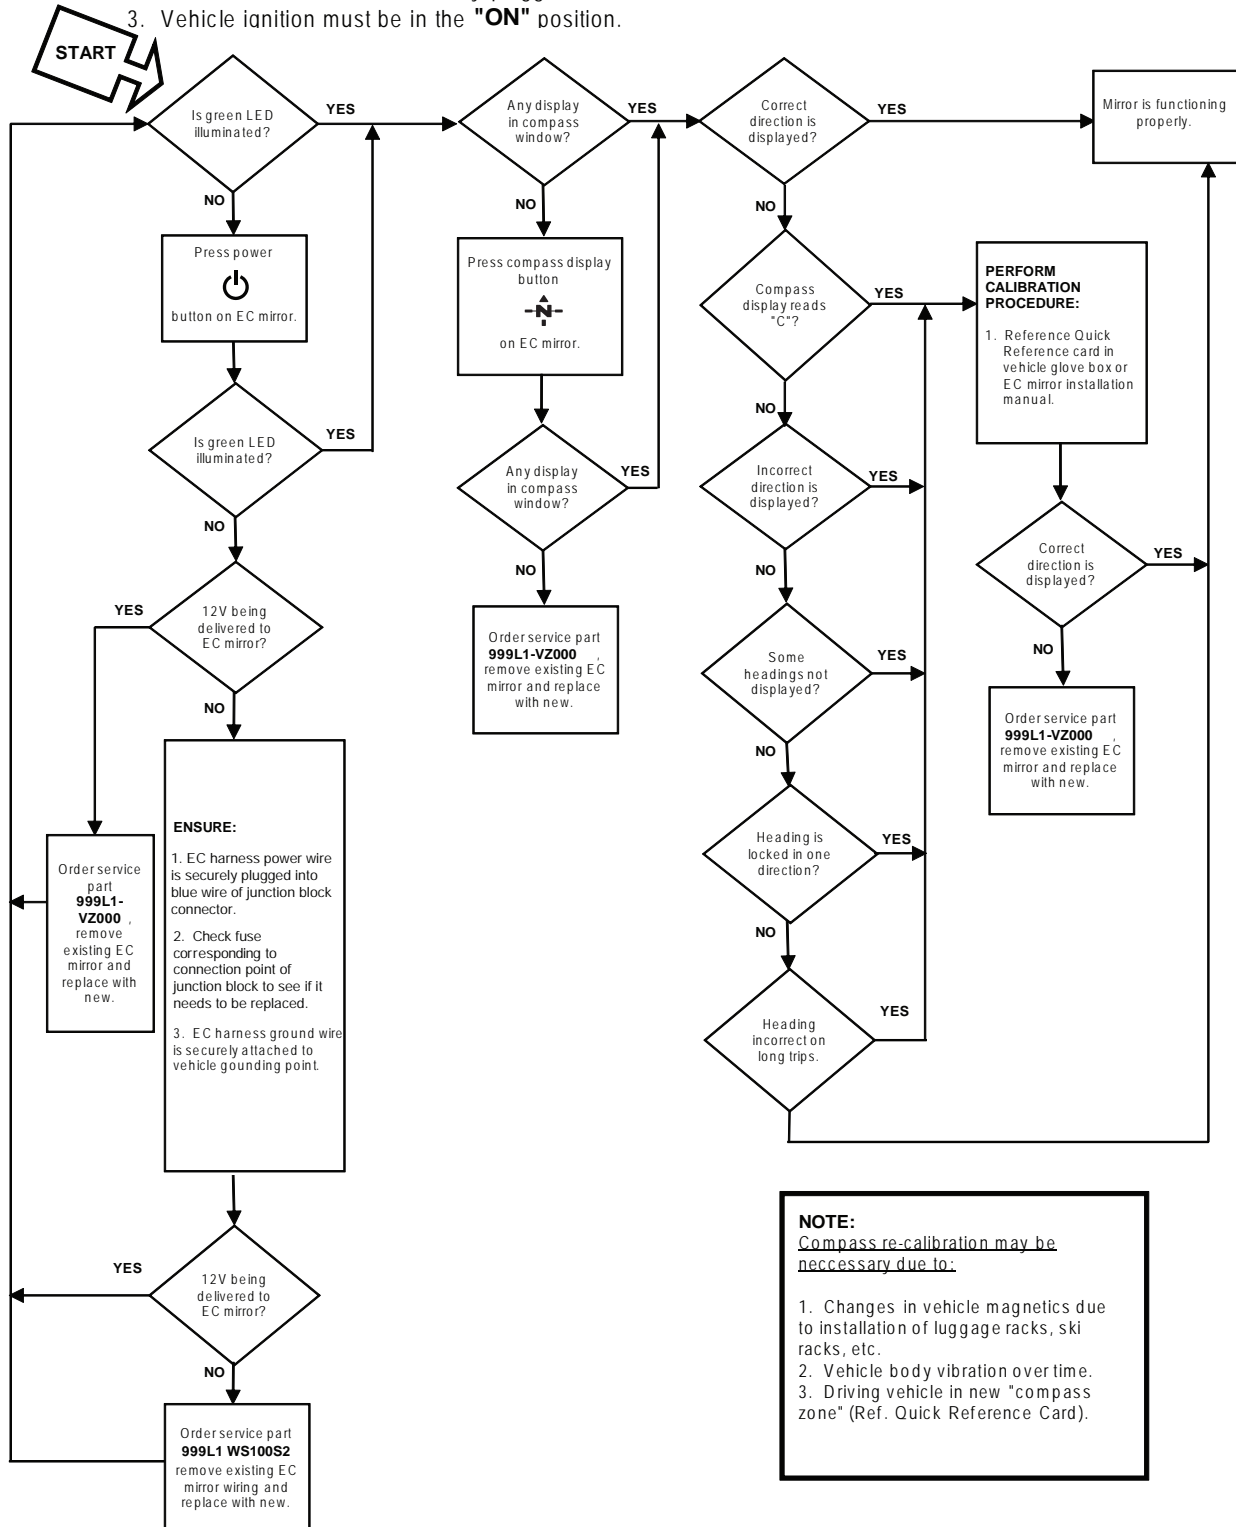 3. Vehicle ignition must be in the "ON" position.
START
Is green LED
illuminated?
YES
NO
Press power
button on EC mirror.
Is green LED
illuminated?
YES
NO
12V being
delivered to
EC mirror?
YES
NO
Order service
part
999L1-
VZ000 ,
remove
existing EC
mirror and
replace with
new.
ENSURE:
1. EC harness power wire
is securely plugged into
blue wire of junction block
connector.
2. Check fuse
corresponding to
connection point of
junction block to see if it
needs to be replaced.
3. EC harness ground wire
is securely attached to
vehicle gounding point.
12V being
delivered to
EC mirror?
YES
NO
Order service part
999L1 WS100S2
remove existing EC
mirror wiring and
replace with new.
Any display
in compass
window?
YES
NO
Press compass display
button
N
on EC mirror.
Any display
in compass
window?
YES
NO
Order service part
999L1-VZ000 ,
remove existing EC
mirror and replace
with new.
Correct
direction is
displayed?
YES
NO
Mirror is functioning
properly.
Compass
display reads
"C"?
YES
NO
Incorrect
direction is
displayed?
YES
NO
Some
headings not
displayed?
YES
NO
Heading is
locked in one
direction?
YES
NO
Heading
incorrect on
long trips.
YES
PERFORM
CALIBRATION
PROCEDURE:
1. Reference Quick
Reference card in
vehicle glove box or
EC mirror installation
manual.
Correct
direction is
displayed?
YES
NO
Order service part
999L1-VZ000 ,
remove existing EC
mirror and replace
with new.
NOTE:
Compass re-calibration may be
neccessary due to:
1. Changes in vehicle magnetics due
to installation of luggage racks, ski
racks, etc.
2. Vehicle body vibration over time.
3. Driving vehicle in new "compass
zone" (Ref. Quick Reference Card).